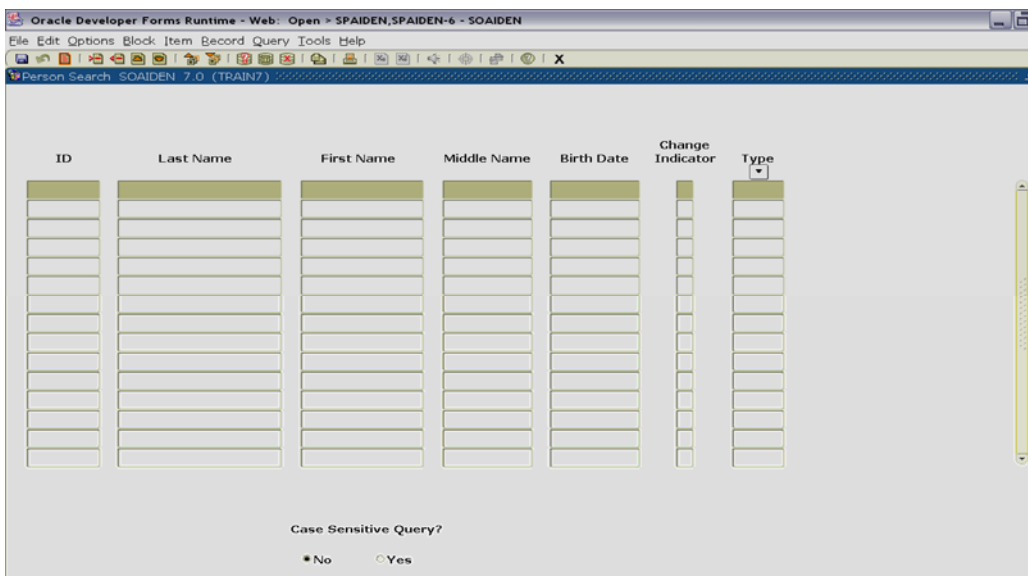 Oracle Developer Forms Runtime - Web: Open > SPAIDEN,SPAIDEN-6 - SOAIDEN
File Edit Options Block Item Record Query Tools Help
Person Search SOAIDEN 7.0 (TRAIN7)
ID Last Name First Name Middle Name Birth Date Change Indicator Type
Case Sensitive Query?
No Yes